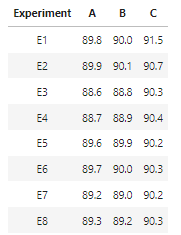 Experiment A B C
E1 89.8 90.0 91.5
E2 89.9 90.1 90.7
E3 88.6 88.8 90.3
E4 88.7 88.9 90.4
E5 89.6 89.9 90.2
E6 89.7 90.0 90.3
E7 89.2 89.0 90.2
E8 89.3 89.2 90.3